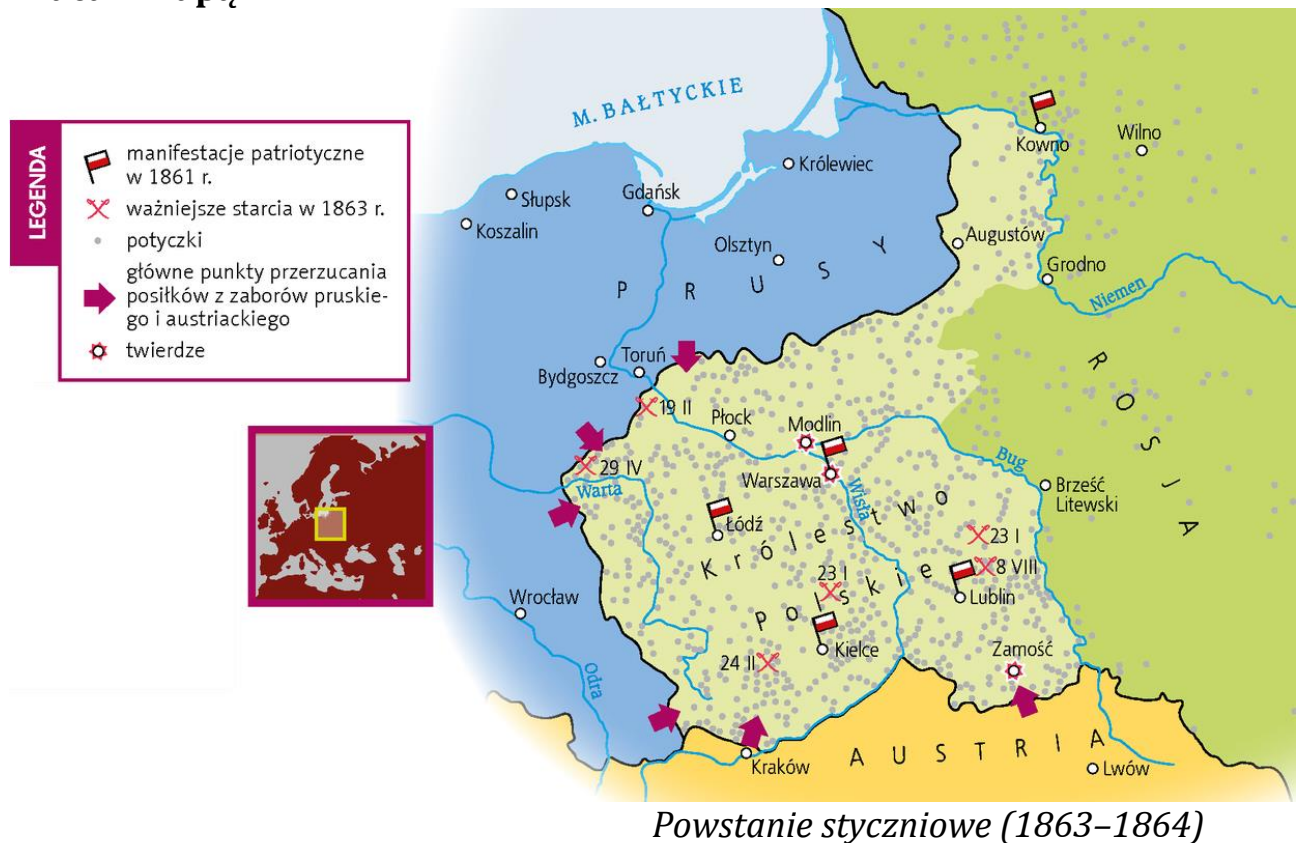 LEGENDA
manifestacje patriotyczne
w 1861 r.
ważniejsze starcia w 1863 r.
potyczki
główne punkty przerzucania
posiłków z zaborów pruskie-
go i austriackiego
twierdze
M. BAŁTYCKIE
Kowno
Wilno
Królewiec
Słupsk
Gdańsk
Koszalin
Olsztyn
Augustów
Grodno
Niemen
PRUSY
ROSJA
Toruń
Bydgoszcz
19 II
Płock
Modlin
29 IV
Warta
Warszawa
Wisła
Bug
Brześć
Litewski
Łódź
Królestwo
Polskie
23 I
8 VIII
23 I
Lublin
Wrocław
Odra
Kielce
24 II
Zamość
Kraków
AUSTRIA
Lwów
Powstanie styczniowe (1863–1864)